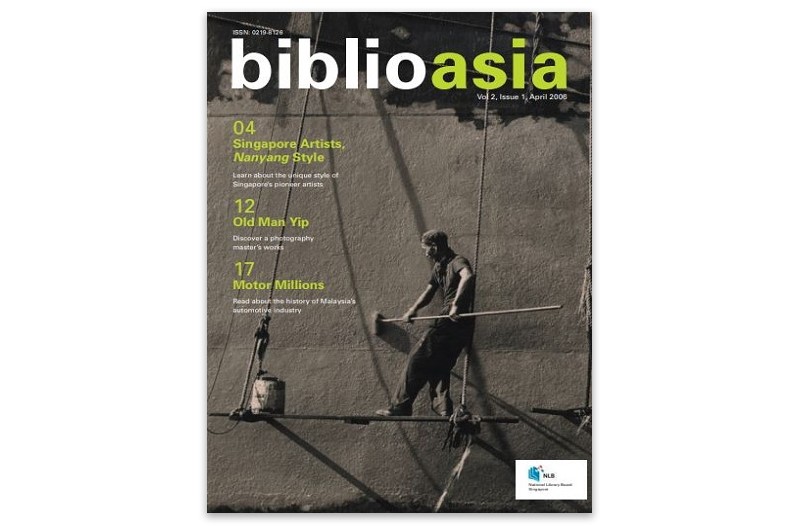 ISSN: 0219-8126
biblioasia
Vol 2, Issue 1, April 2006
04
Singapore Artists,
Nanyang Style
Learn about the unique style of
Singapore's pioneer artists
12
Old Man Yip
Discover a photography
master's works
17
Motor Millions
Read about the history of Malaysia's
automotive industry
NLB
National Library Board
Singapore